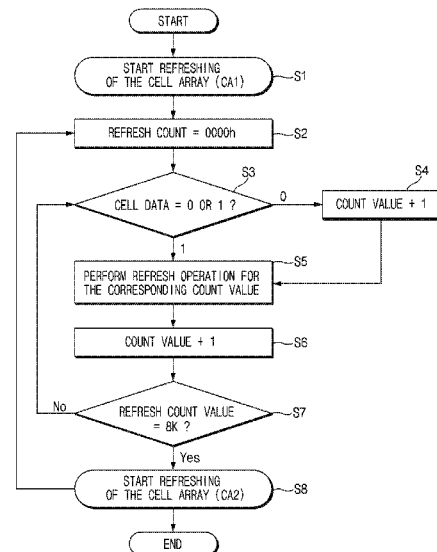 START
START REFRESHING
OF THE CELL ARRAY (CA1)
S1
REFRESH COUNT = 0000h
S2
S3
CELL DATA = 0 OR 1 ?
0
S4
COUNT VALUE + 1
1
S5
PERFORM REFRESH OPERATION FOR
THE CORRESPONDING COUNT VALUE
COUNT VALUE + 1
S6
No
REFRESH COUNT VALUE
= 8K ?
S7
Yes
START REFRESHING
OF THE CELL ARRAY (CA2)
S8
END